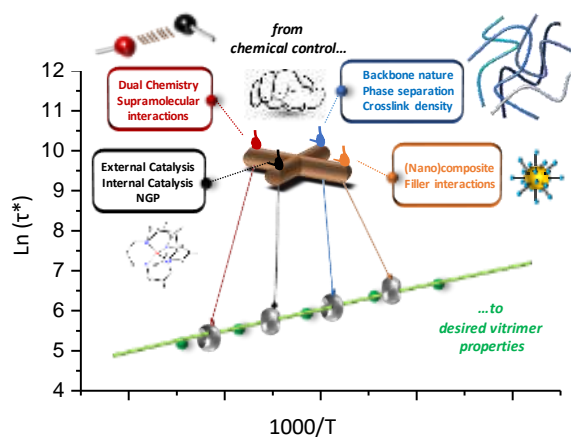 from
chemical control...
Dual Chemistry
Supramolecular
interactions
Backbone nature
Phase separation
Crosslink density
External Catalysis
Internal Catalysis
NGP
(Nano)composite
Filler interactions
Ln (τ*)
12
11
10
9
8
7
6
5
4
...to
desired vitrimer
properties
1000/T